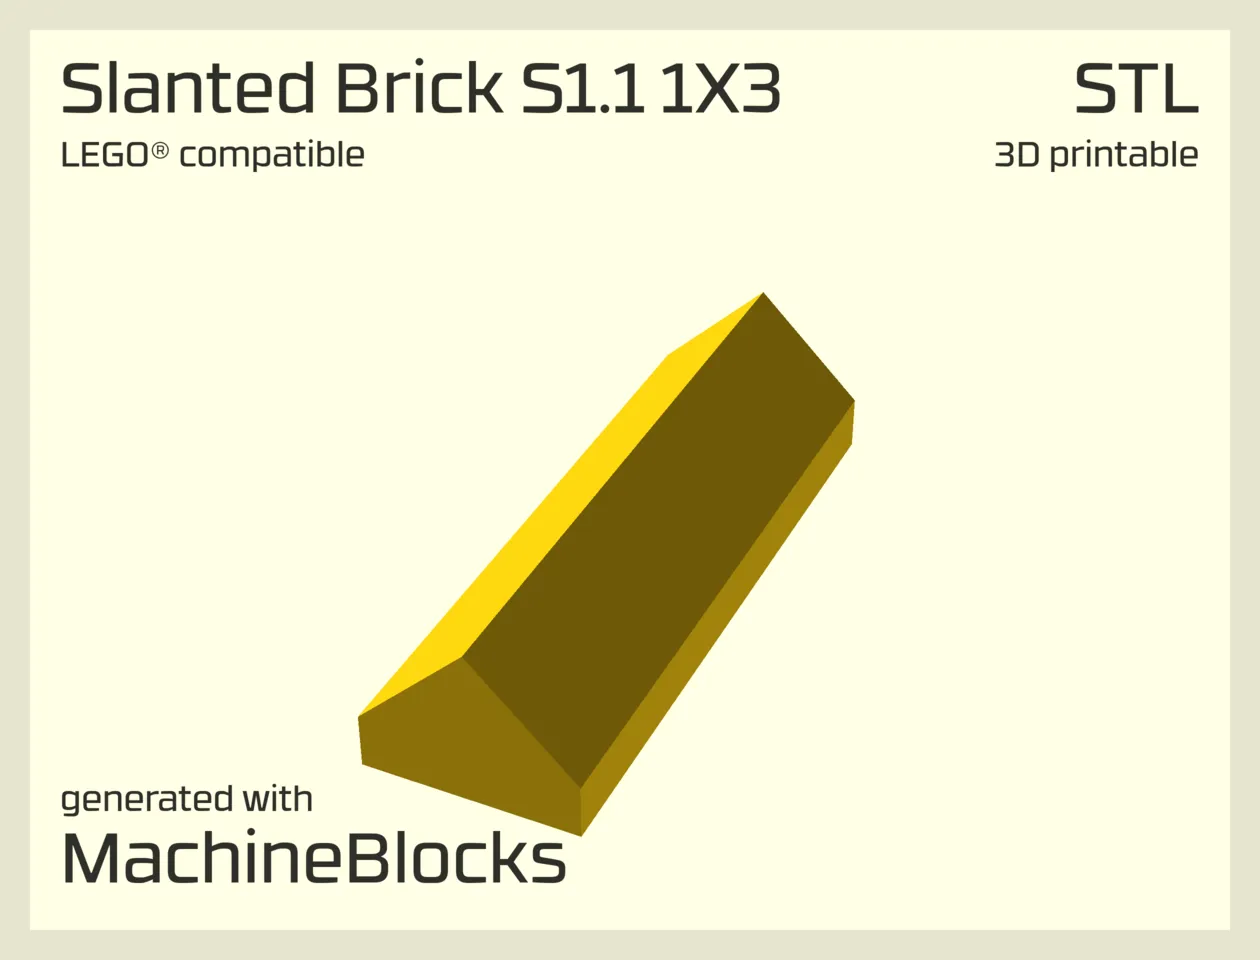 Slanted Brick S1.1 1X3
STL
LEGO® compatible
3D printable
generated with
MachineBlocks